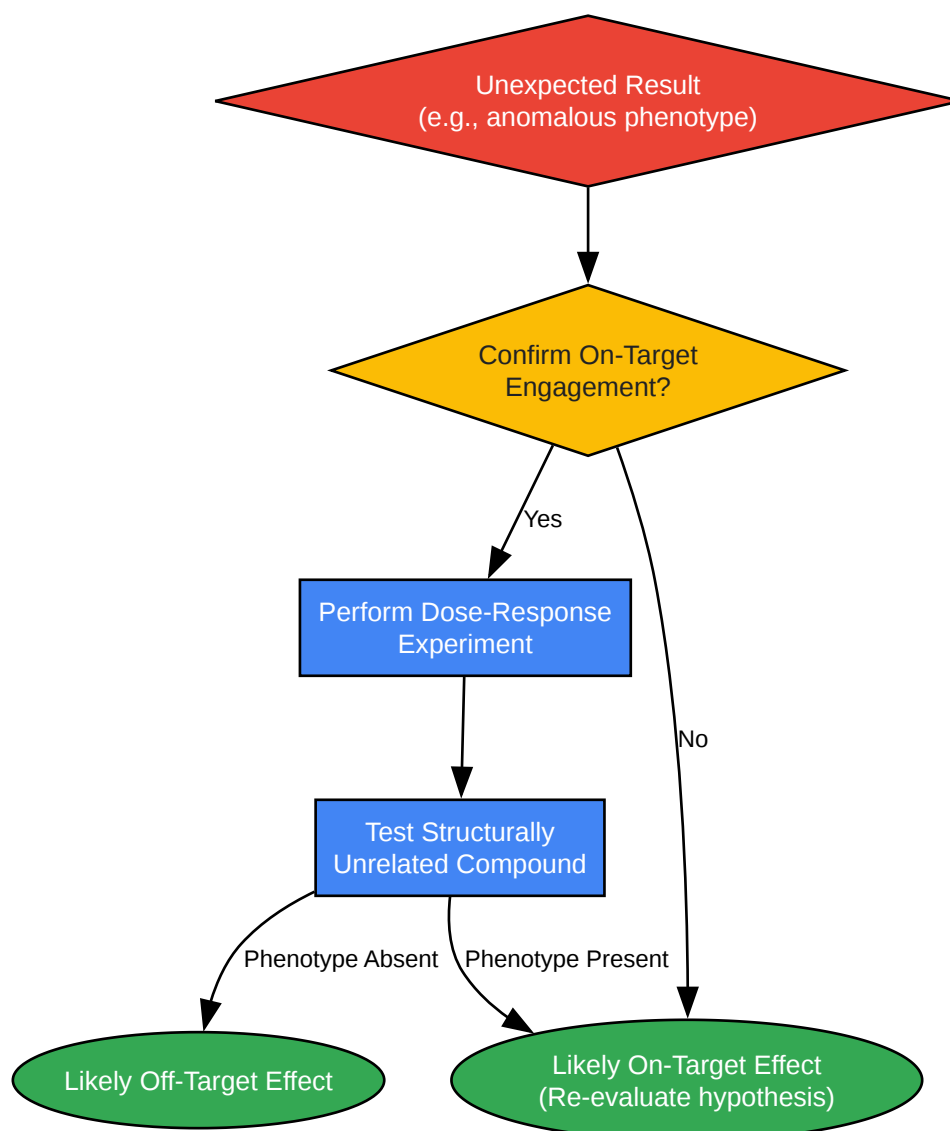 Unexpected Result
(e.g., anomalous phenotype)
Confirm On-Target
Engagement?
Yes
Perform Dose-Response
Experiment
No
Test Structurally
Unrelated Compound
Phenotype Absent
Phenotype Present
Likely Off-Target Effect
Likely On-Target Effect
(Re-evaluate hypothesis)